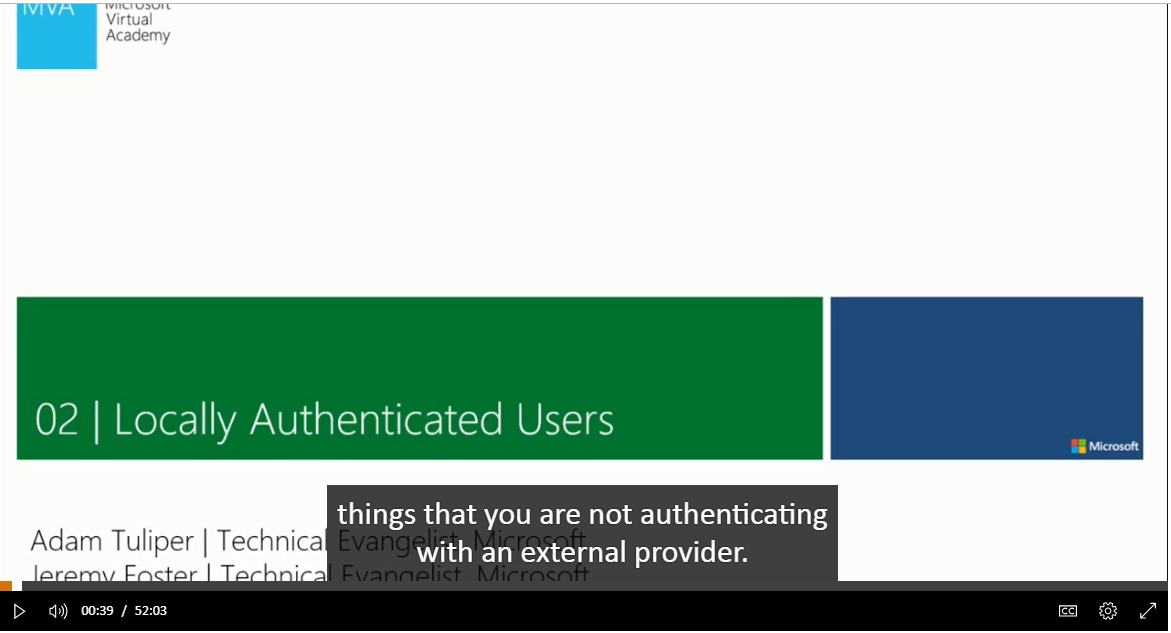 MVA
Microsoft
Virtual
Academy
02 | Locally Authenticated Users
Microsoft
Adam Tuliper | Technical Evangelist, Microsoft
Jeremy Foster | Technical Evangelist, Microsoft
things that you are not authenticating
with an external provider.
00:39 / 52:03
CC